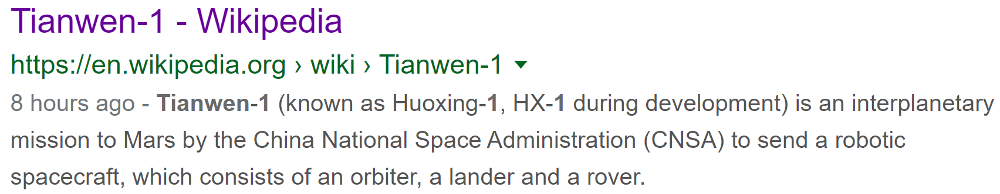 Tianwen-1 - Wikipedia
https://en.wikipedia.org › wiki › Tianwen-1
8 hours ago - Tianwen-1 (known as Huoxing-1, HX-1 during development) is an interplanetary
mission to Mars by the China National Space Administration (CNSA) to send a robotic
spacecraft, which consists of an orbiter, a lander and a rover.